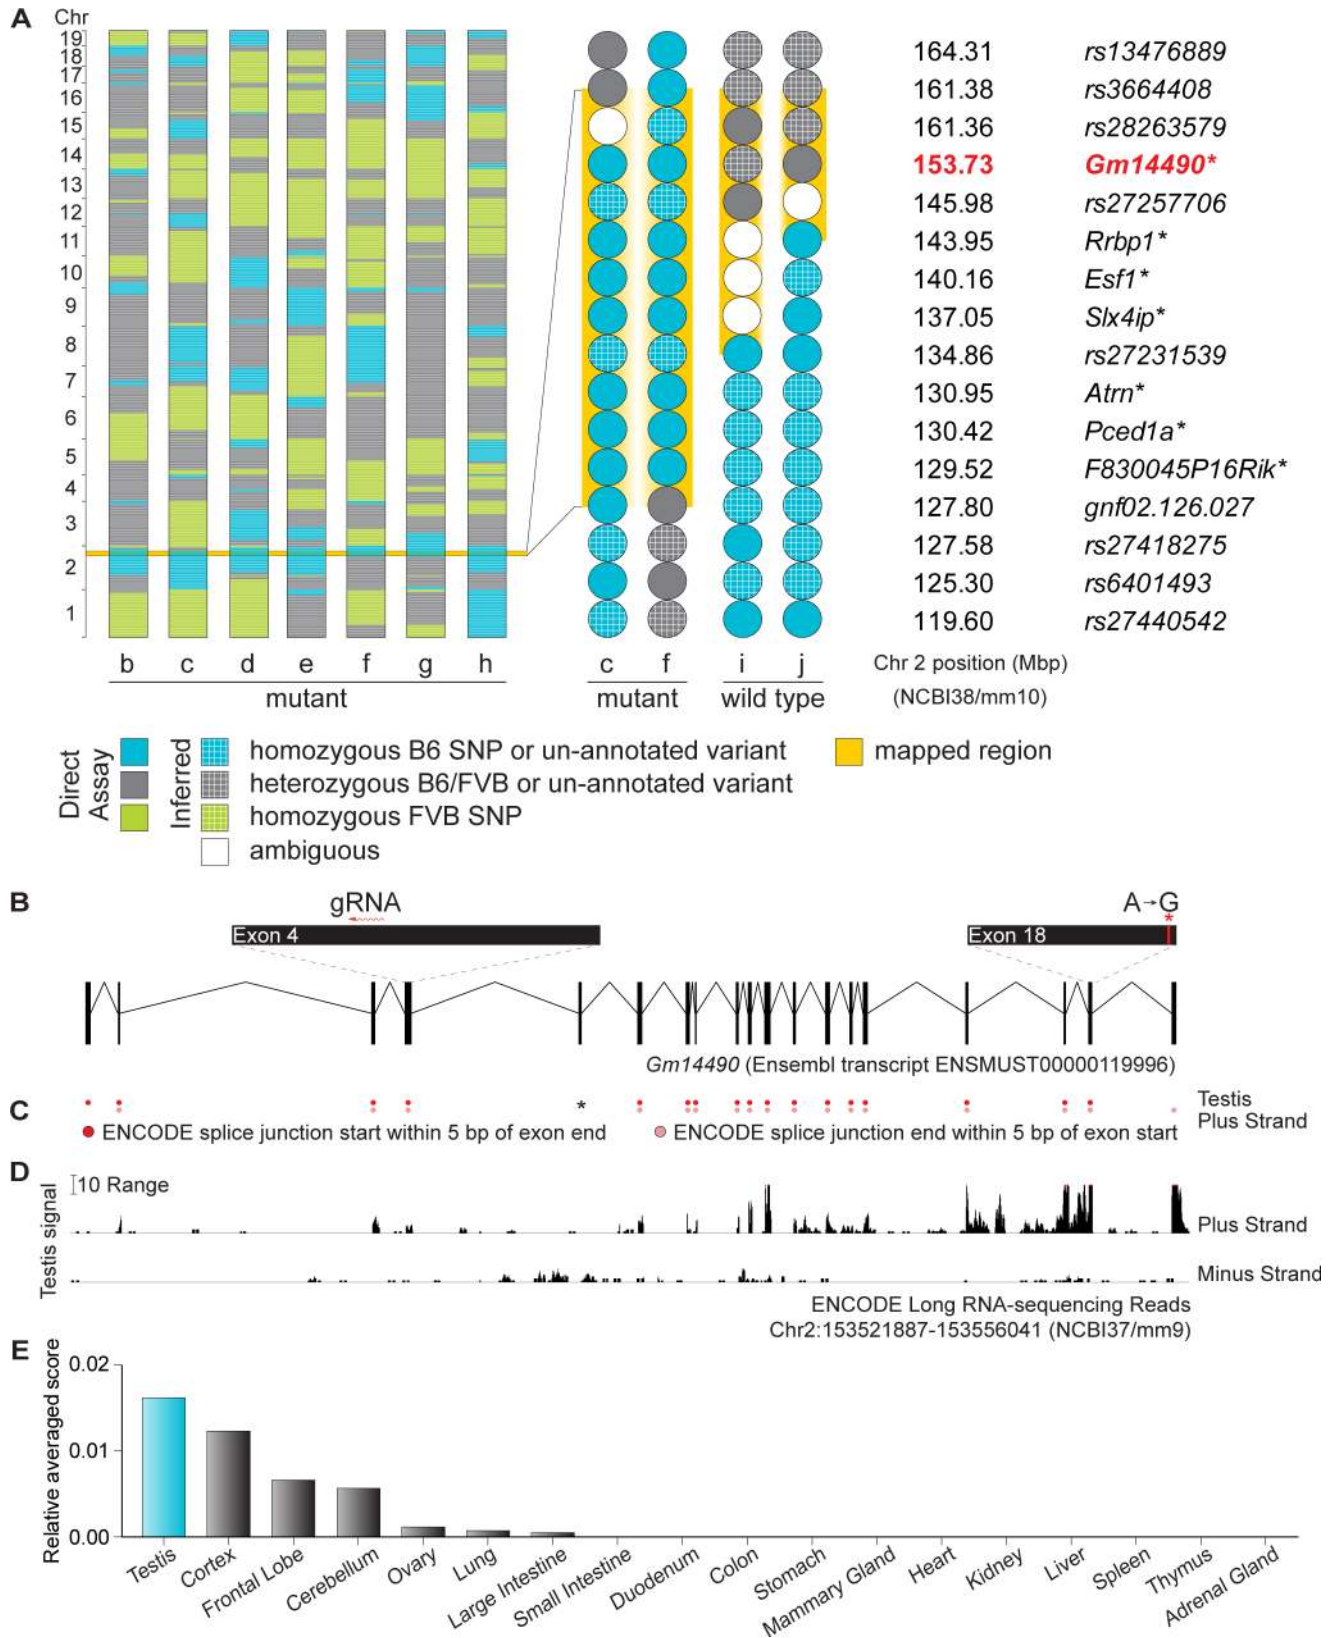 A
Chr
19
18
17
16
15
14
13
12
11
10
9
8
7
6
5
4
3
2
1
b c d e f g h
mutant
c f i j
mutant wild type
164.31 rs13476889
161.38 rs3664408
161.36 rs28263579
153.73 Gm14490*
145.98 rs27257706
143.95 Rrbp1*
140.16 Esf1*
137.05 Slx4ip*
134.86 rs27231539
130.95 Atrn*
130.42 Pced1a*
129.52 F830045P16Rik*
127.80 gnf02.126.027
127.58 rs27418275
125.30 rs6401493
119.60 rs27440542
Chr 2 position (Mbp)
(NCBI38/mm10)
Direct Assay
Inferred
homozygous B6 SNP or un-annotated variant
heterozygous B6/FVB or un-annotated variant
homozygous FVB SNP
ambiguous
mapped region
B
gRNA
Exon 4
A→G
*
Exon 18
Gm14490 (Ensembl transcript ENSMUST00000119996)
C
*
Testis
Plus Strand
ENCODE splice junction start within 5 bp of exon end
ENCODE splice junction end within 5 bp of exon start
D
Testis signal
10 Range
Plus Strand
Minus Strand
ENCODE Long RNA-sequencing Reads
Chr2:153521887-153556041 (NCBI37/mm9)
E
Relative averaged score
0.02
0.01
0.00
Testis
Cortex
Frontal Lobe
Cerebellum
Ovary
Lung
Large Intestine
Small Intestine
Duodenum
Colon
Stomach
Mammary Gland
Heart
Kidney
Liver
Spleen
Thymus
Adrenal Gland